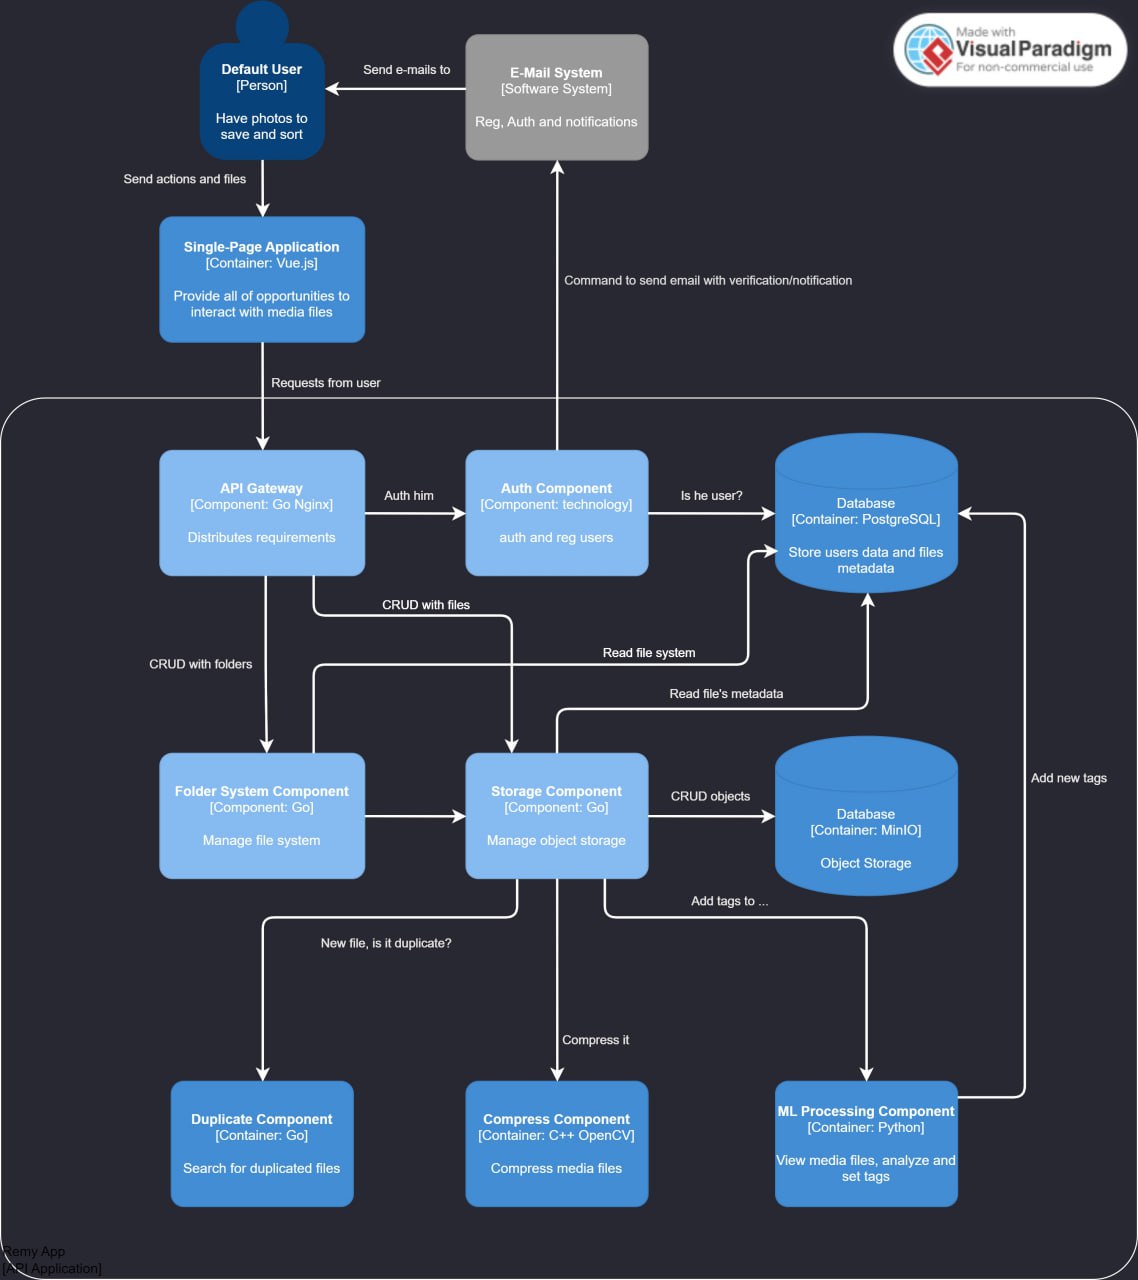 Made with
Visual Paradigm
For non-commercial use
Default User
[Person]
Have photos to
save and sort
Send e-mails to
E-Mail System
[Software System]
Reg, Auth and notifications
Send actions and files
Single-Page Application
[Container: Vue.js]
Provide all of opportunities to
interact with media files
Command to send email with verification/notification
Requests from user
API Gateway
[Component: Go Nginx]
Distributes requirements
Auth him
Auth Component
[Component: technology]
auth and reg users
Is he user?
Database
[Container: PostgreSQL]
Store users data and files
metadata
CRUD with files
CRUD with folders
Read file system
Read file's metadata
Add new tags
Folder System Component
[Component: Go]
Manage file system
Storage Component
[Component: Go]
Manage object storage
CRUD objects
Database
[Container: MinIO]
Object Storage
Add tags to ...
New file, is it duplicate?
Compress it
Duplicate Component
[Container: Go]
Search for duplicated files
Compress Component
[Container: C++ OpenCV]
Compress media files
ML Processing Component
[Container: Python]
View media files, analyze and
set tags
Remy App
[API Application]